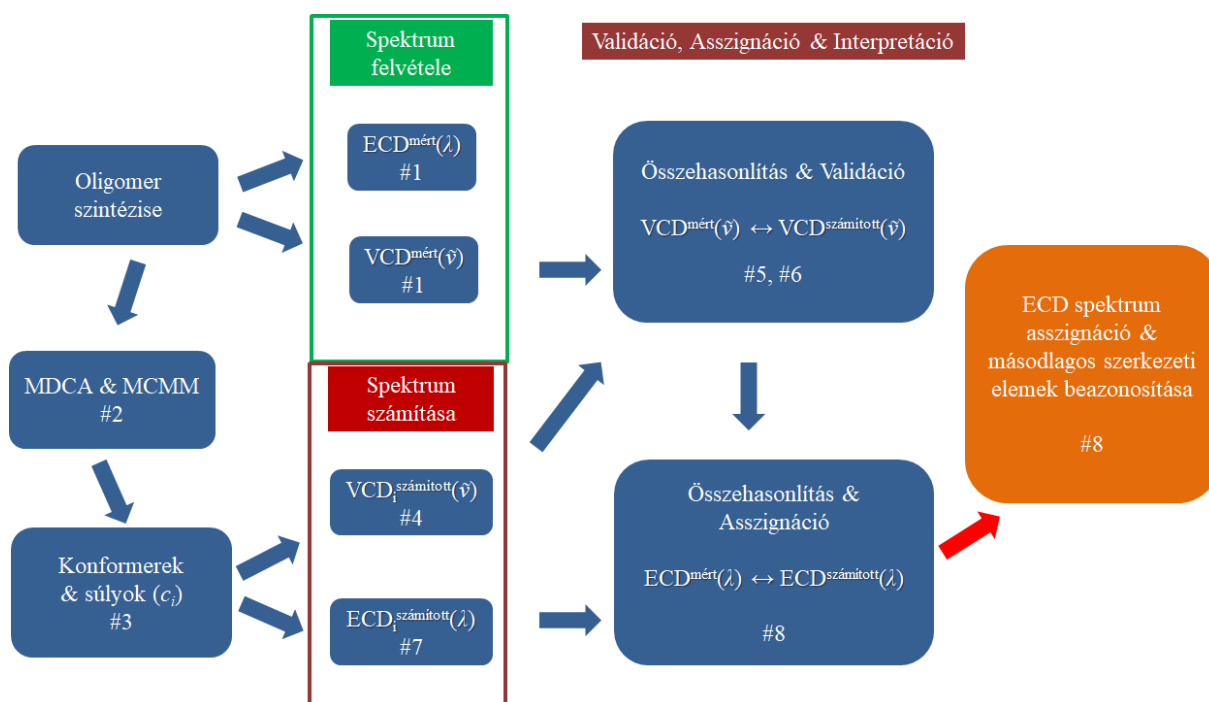 Spektrum
felvétele
Validáció, Asszignáció & Interpretáció
Oligomer
szintézise
ECDmért(λ)
#1
VCDmért(ṽ)
#1
Összehasonlítás & Validáció
VCDmért(ṽ) ↔ VCDszámított(ṽ)
#5, #6
MDCA & MCMM
#2
Spektrum
számítása
Konformerek
& súlyok (ci)
#3
VCDiszámított(ṽ)
#4
ECDiszámított(λ)
#7
Összehasonlítás &
Asszignáció
ECDmért(λ) ↔ ECDszámított(λ)
#8
ECD spektrum
asszignáció &
másodlagos szerkezeti
elemek beazonosítása
#8